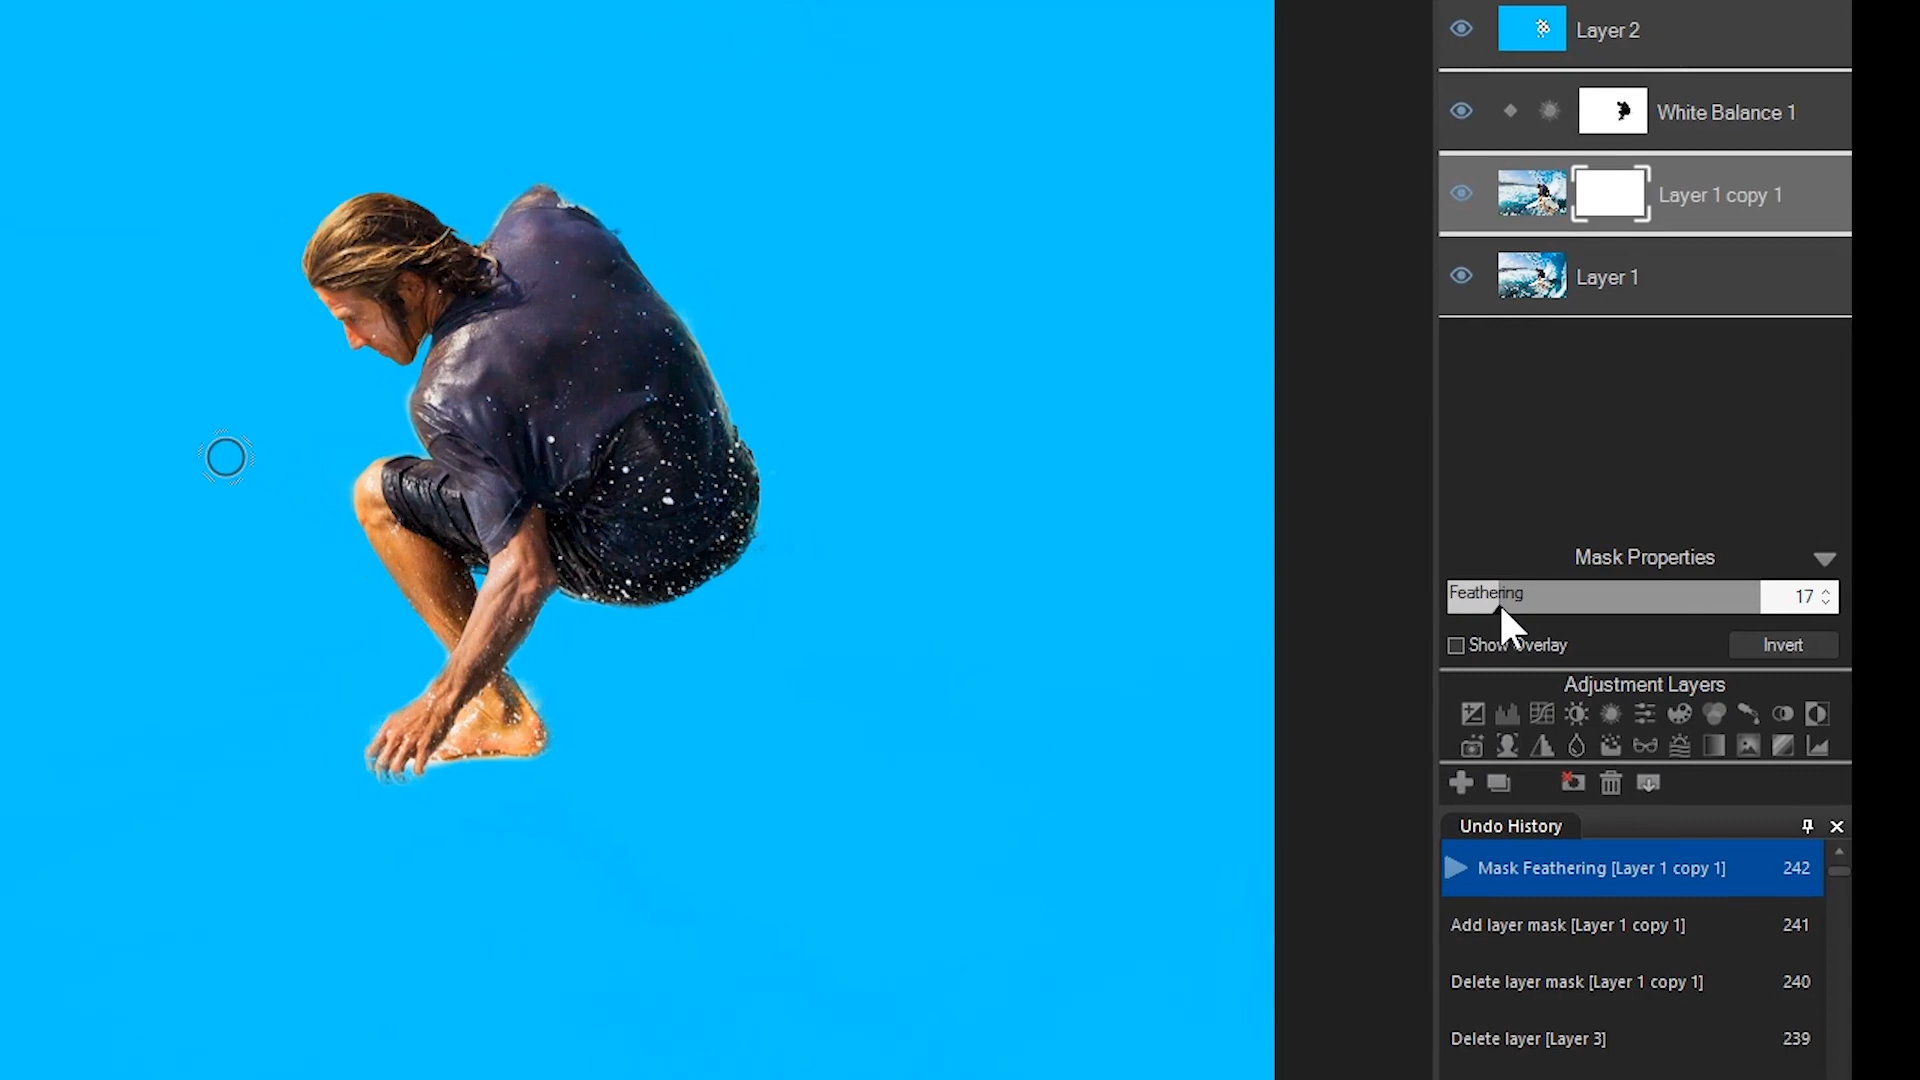 Layer 2
White Balance 1
Layer 1 copy 1
Layer 1
Mask Properties
Feathering
17
Show Overlay
Invert
Adjustment Layers
Undo History
Mask Feathering [Layer 1 copy 1]
242
Add layer mask [Layer 1 copy 1]
241
Delete layer mask [Layer 1 copy 1]
240
Delete layer [Layer 3]
239